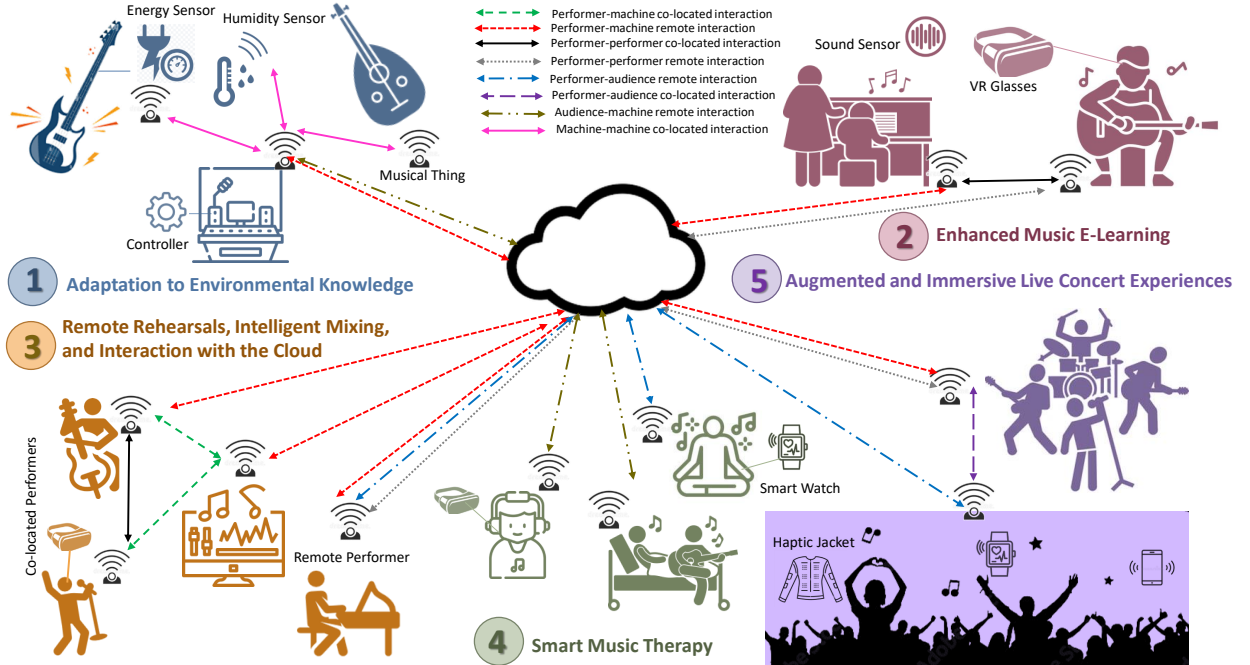 Energy Sensor
Humidity Sensor
Musical Thing
Controller
1
Adaptation to Environmental Knowledge
Performer-machine co-located interaction
Performer-machine remote interaction
Performer-performer co-located interaction
Performer-performer remote interaction
Performer-audience remote interaction
Performer-audience co-located interaction
Audience-machine remote interaction
Machine-machine co-located interaction
Sound Sensor
VR Glasses
2
Enhanced Music E-Learning
3
Remote Rehearsals, Intelligent Mixing,
and Interaction with the Cloud
Co-located Performers
Remote Performer
4
Smart Music Therapy
Smart Watch
5
Augmented and Immersive Live Concert Experiences
Haptic Jacket